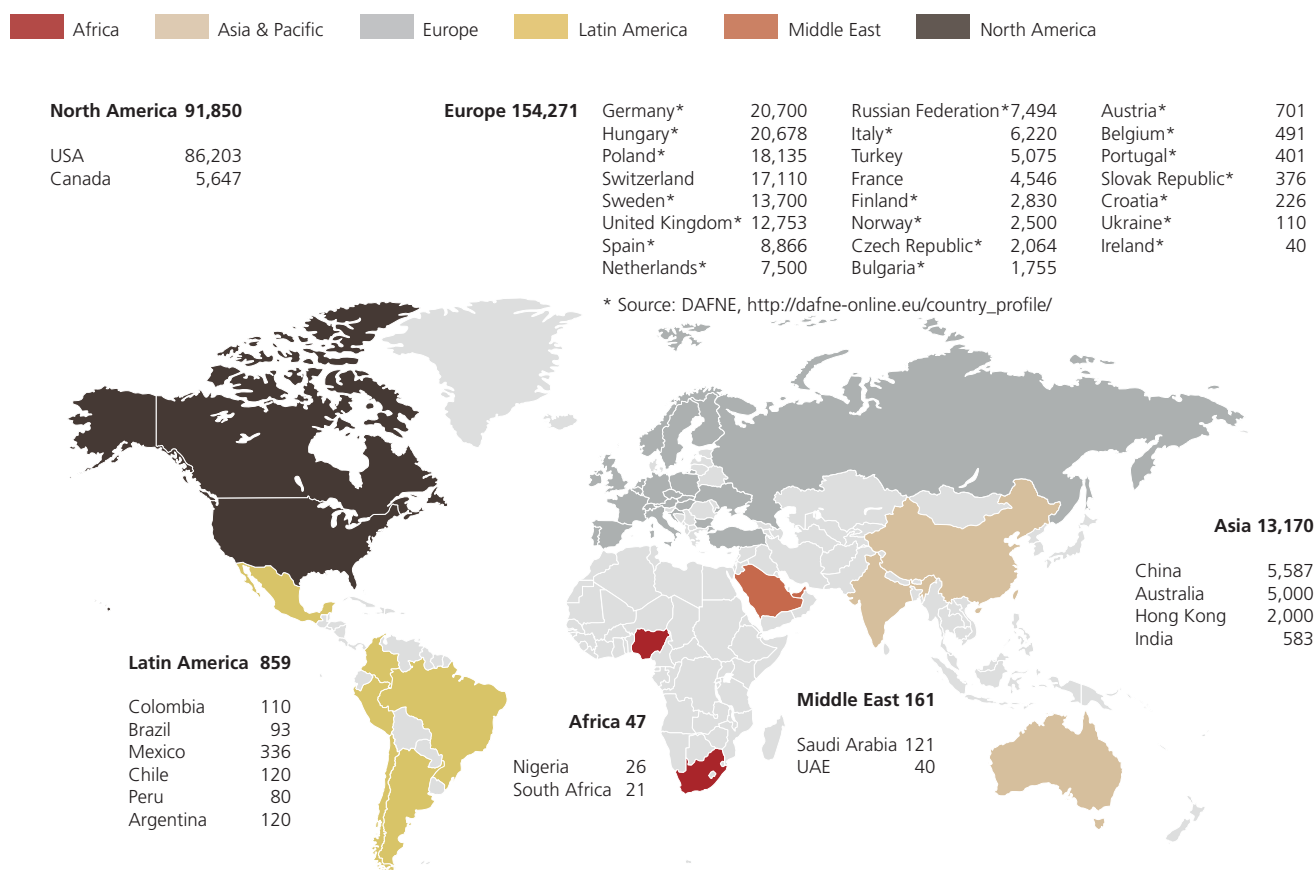 Africa Asia & Pacific Europe Latin America Middle East North America
North America 91,850
USA 86,203
Canada 5,647
Europe 154,271
Germany* 20,700
Hungary* 20,678
Poland* 18,135
Switzerland 17,110
Sweden* 13,700
United Kingdom* 12,753
Spain* 8,866
Netherlands* 7,500
Russian Federation* 7,494
Italy* 6,220
Turkey 5,075
France 4,546
Finland* 2,830
Norway* 2,500
Czech Republic* 2,064
Bulgaria* 1,755
Austria* 701
Belgium* 491
Portugal* 401
Slovak Republic* 376
Croatia* 226
Ukraine* 110
Ireland* 40
* Source: DAFNE, http://dafne-online.eu/country_profile/
Asia 13,170
China 5,587
Australia 5,000
Hong Kong 2,000
India 583
Latin America 859
Colombia 110
Brazil 93
Mexico 336
Chile 120
Peru 80
Argentina 120
Africa 47
Nigeria 26
South Africa 21
Middle East 161
Saudi Arabia 121
UAE 40